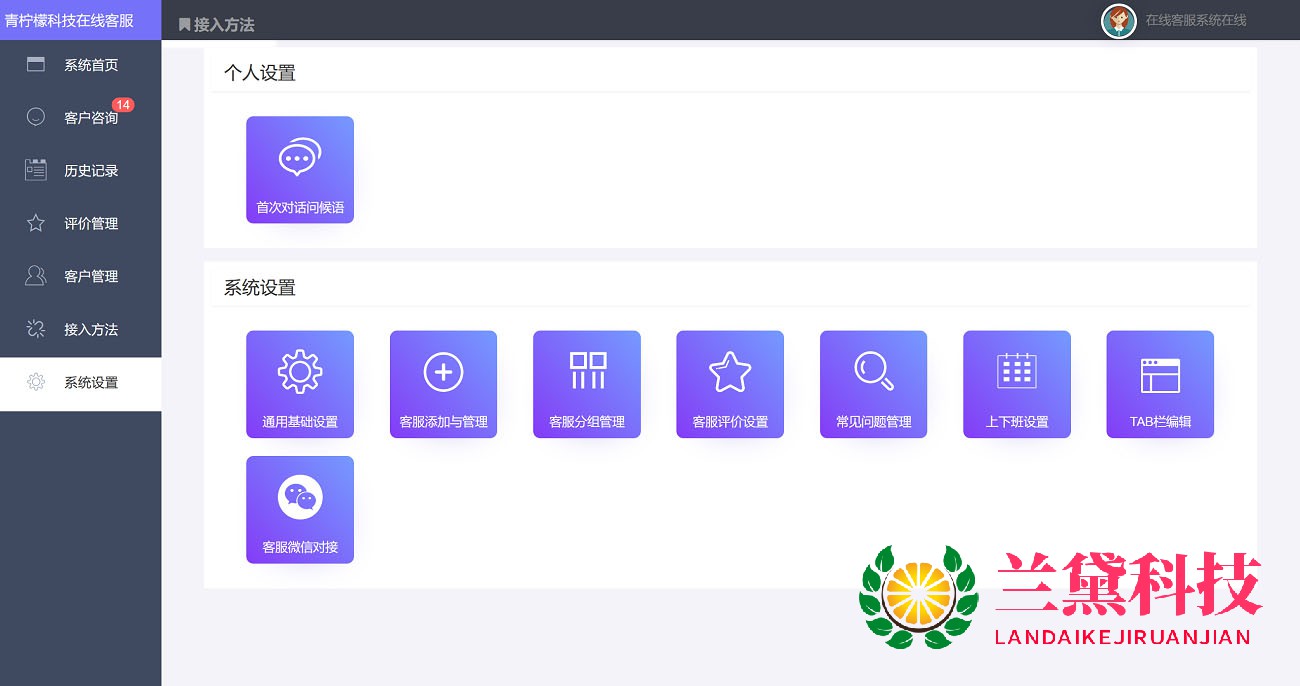 青柠檬科技在线客服
接入方法
在线客服系统在线
系统首页
客户咨询
14
历史记录
评价管理
客户管理
接入方法
系统设置
个人设置
首次对话问候语
系统设置
通用基础设置
客服添加与管理
客服分组管理
客服评价设置
常见问题管理
上下班设置
TAB栏编辑
客服微信对接
兰黛科技
LANDAIKEJIRUANJIAN